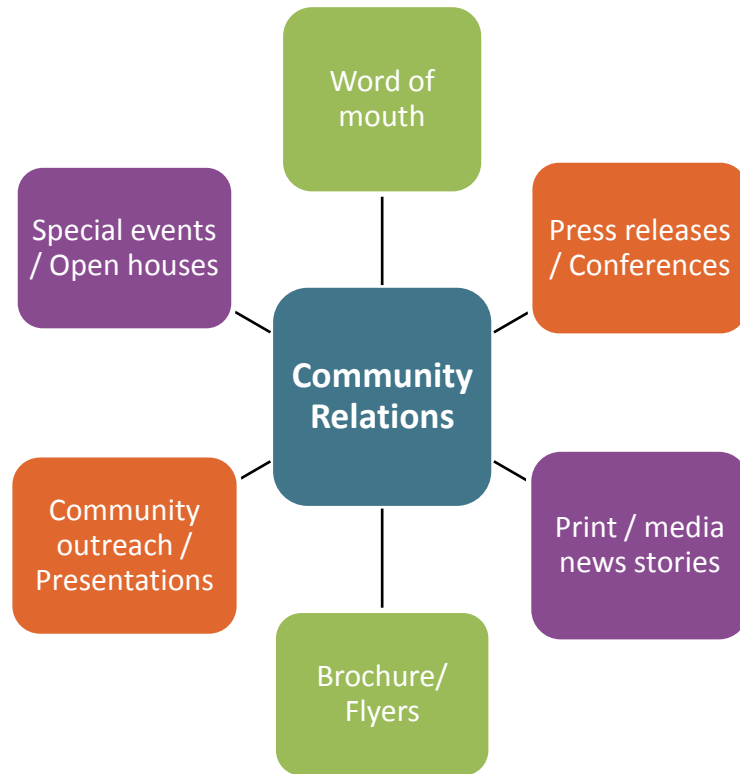 Word of
mouth
Special events
/ Open houses
Press releases
/ Conferences
Community
Relations
Community
outreach /
Presentations
Print / media
news stories
Brochure/
Flyers